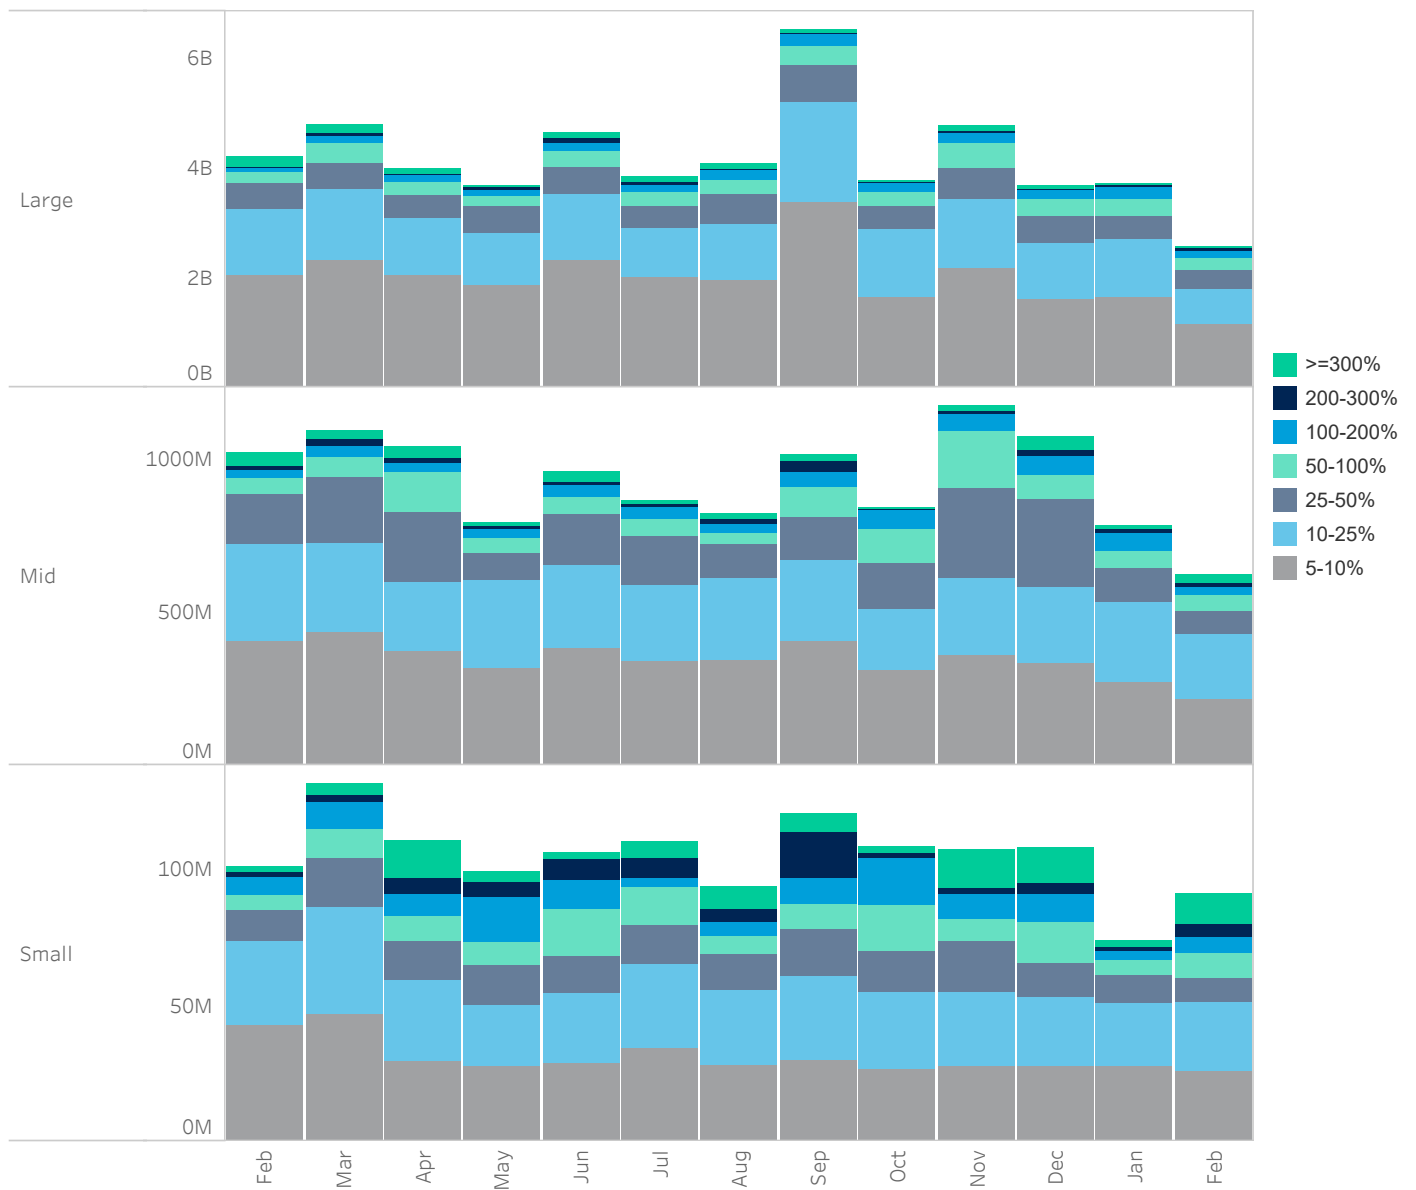 6B
4B
Large
2B
0B
1000M
500M
Mid
0M
100M
Small
50M
0M
Feb
Mar
Apr
May
Jun
Jul
Aug
Sep
Oct
Nov
Dec
Jan
Feb
>=300%
200-300%
100-200%
50-100%
25-50%
10-25%
5-10%